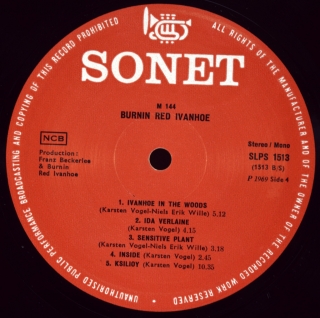 SONET
M 144
BURNIN RED IVANHOE
NCB
Production:
Franz Beckerlee
& Burnin
Red Ivanhoe
Stereo / Mono
SLPS 1513
(1513 B/S)
P 1969 Side 4
1. IVANHOE IN THE WOODS
(Karsten Vogel-Niels Erik Wille) 5.12
2. IDA VERLAINE
(Karsten Vogel) 4.15
3. SENSITIVE PLANT
(Karsten Vogel-Niels Erik Wille) 3.18
4. INSIDE (Karsten Vogel) 2.45
5. KSILIOY (Karsten Vogel) 10.35
ALL RIGHTS OF THE MANUFACTURER AND OF THE OWNER OF THE RECORDED WORK RESERVED
UNAUTHORISED PUBLIC PERFORMANCE, BROADCASTING AND COPYING OF THIS RECORD PROHIBITED